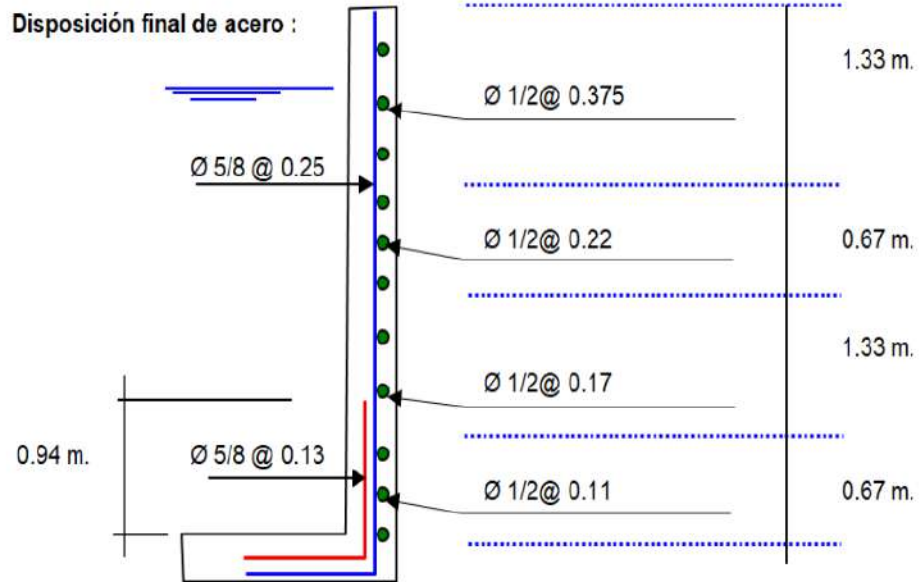 Disposición final de acero :
1.33 m.
Ø 1/2@ 0.375
Ø 5/8 @ 0.25
Ø 1/2@ 0.22
0.67 m.
1.33 m.
Ø 1/2@ 0.17
0.94 m.
Ø 5/8 @ 0.13
Ø 1/2@ 0.11
0.67 m.